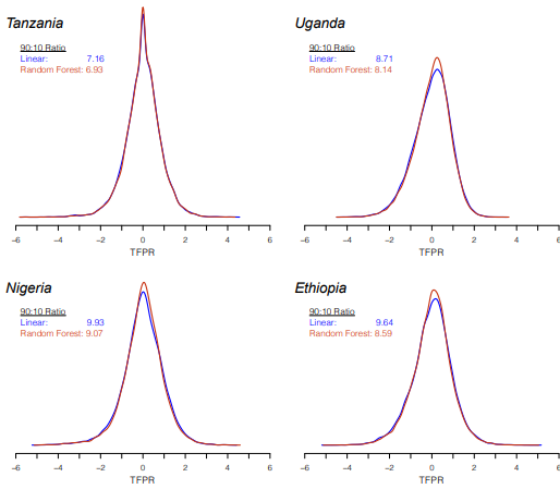 Tanzania
90:10 Ratio
Linear: 7.16
Random Forest: 6.93
−6 −4 −2 0 2 4 6
TFPR
Uganda
90:10 Ratio
Linear: 8.71
Random Forest: 8.14
−6 −4 −2 0 2 4 6
TFPR
Nigeria
90:10 Ratio
Linear: 9.93
Random Forest: 9.07
−6 −4 −2 0 2 4 6
TFPR
Ethiopia
90:10 Ratio
Linear: 9.64
Random Forest: 8.59
−6 −4 −2 0 2 4 6
TFPR